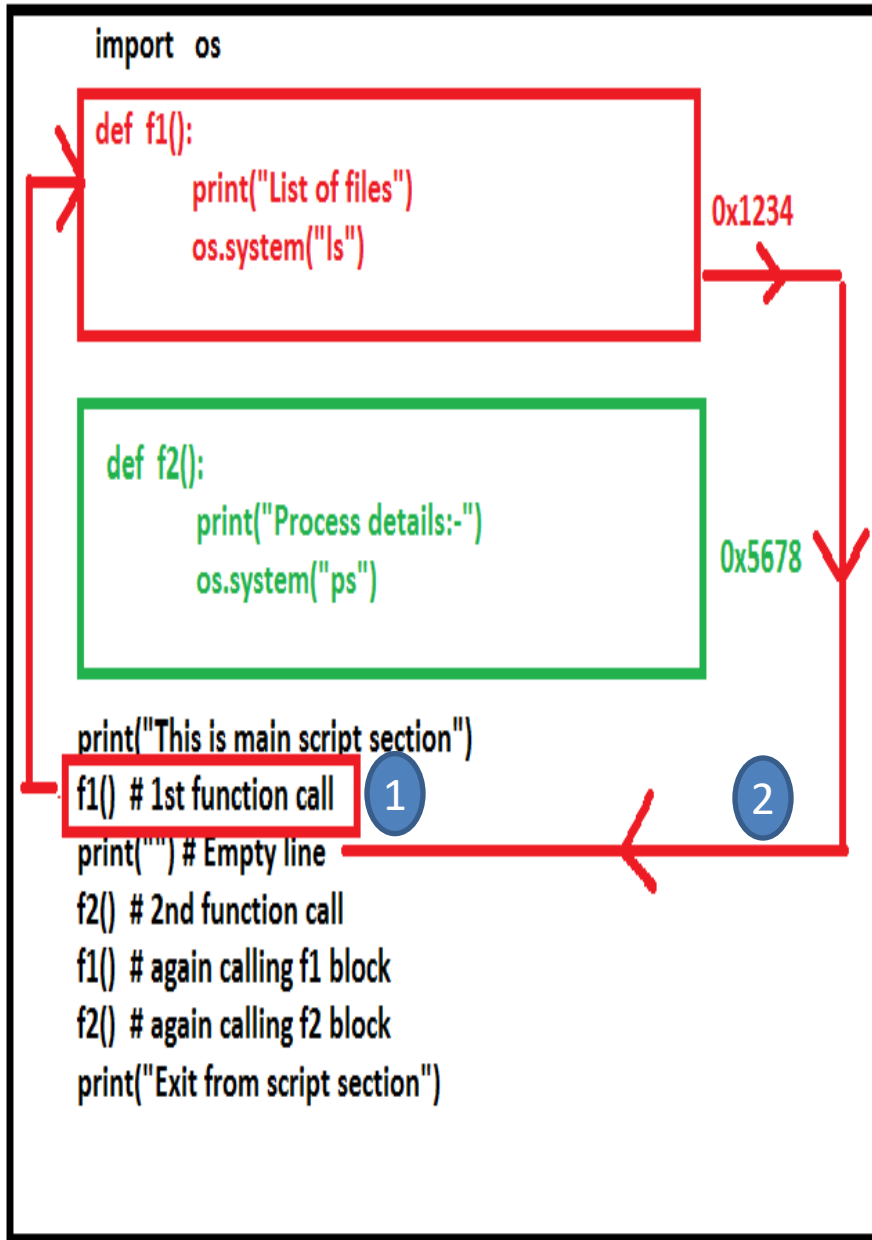 import os
def f1():
print("List of files")
os.system("ls")
0x1234
def f2():
print("Process details:-")
os.system("ps")
0x5678
print("This is main script section")
f1() # 1st function call
1
2
print("") # Empty line
f2() # 2nd function call
f1() # again calling f1 block
f2() # again calling f2 block
print("Exit from script section")